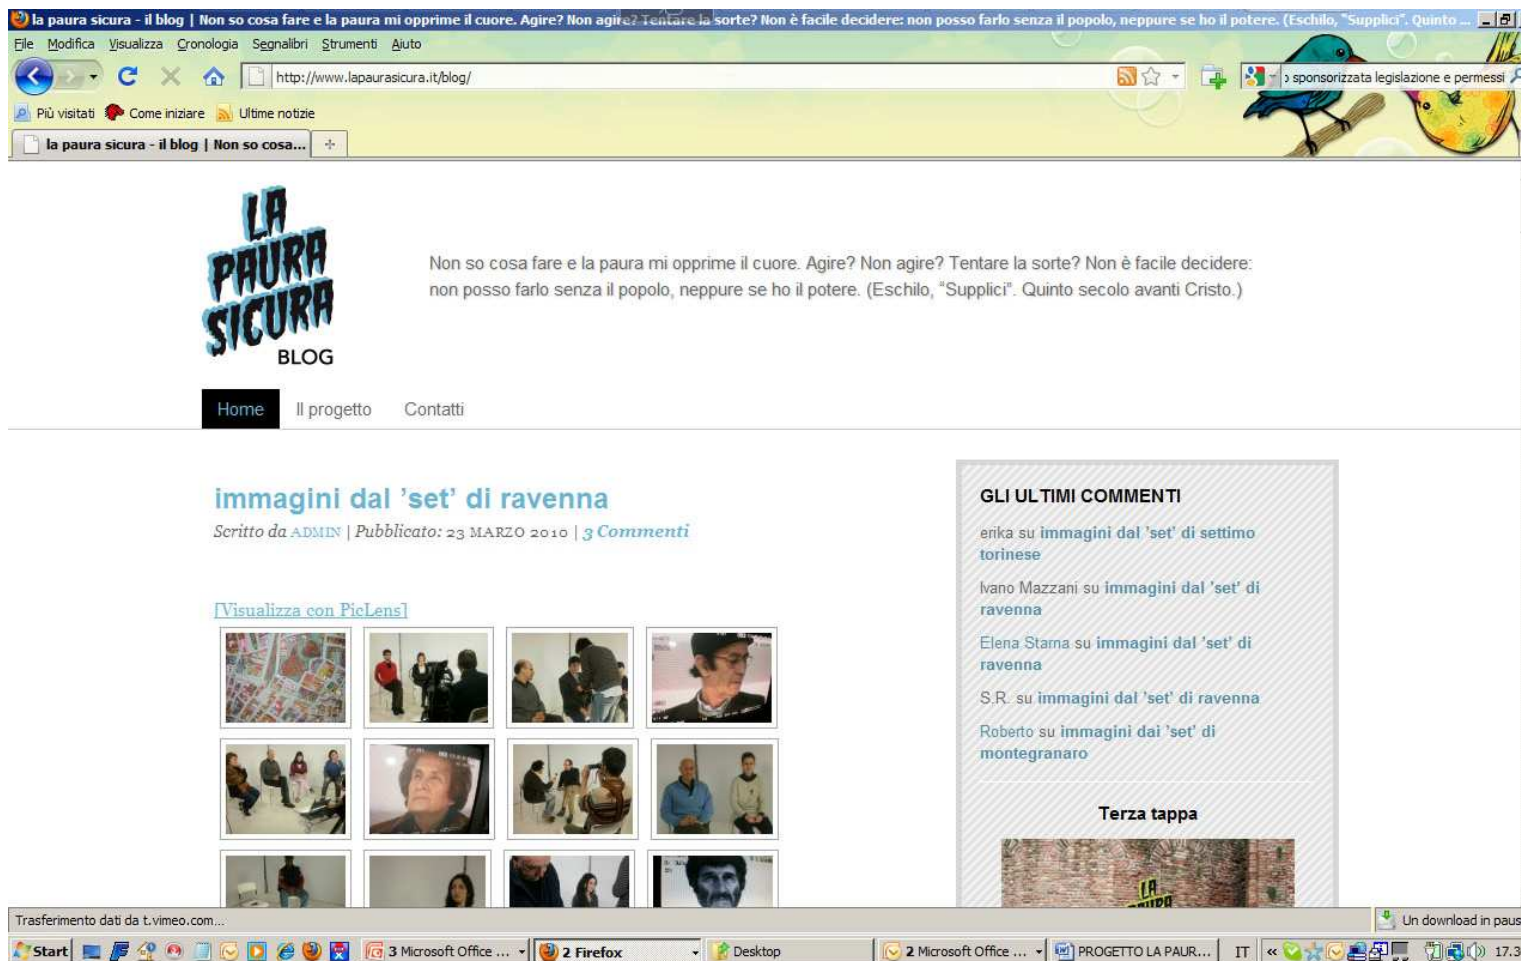 la paura sicura - il blog | Non so cosa fare e la paura mi opprime il cuore. Agire? Non agire? Tentare la sorte? Non è facile decidere: non posso farlo senza il popolo, neppure se ho il potere. (Eschilo, "Supplici". Quinto ...
File Modifica Visualizza Cronologia Segnalibri Strumenti Aiuto
http://www.lapaurasicura.it/blog/
sponsorizzata legislazione e permessi
Più visitati Come iniziare Ultime notizie
la paura sicura - il blog | Non so cosa...
LA
PAURA
SICURA
BLOG
Non so cosa fare e la paura mi opprime il cuore. Agire? Non agire? Tentare la sorte? Non è facile decidere:
non posso farlo senza il popolo, neppure se ho il potere. (Eschilo, “Supplici”. Quinto secolo avanti Cristo.)
Home Il progetto Contatti
immagini dal ’set’ di ravenna
Scritto da ADMIN | Pubblicato: 23 MARZO 2010 | 3 Commenti
[Visualizza con PicLens]
GLI ULTIMI COMMENTI
erika su immagini dal ’set’ di settimo
torinese
Ivano Mazzani su immagini dal ’set’ di
ravenna
Elena Starna su immagini dal ’set’ di
ravenna
S.R. su immagini dal ’set’ di ravenna
Roberto su immagini dai ’set’ di
montegranaro
Terza tappa
LA
PAURA
Trasferimento dati da t.vimeo.com...
Un download in paus
Start 3 Microsoft Office ... 2 Firefox Desktop 2 Microsoft Office ... PROGETTO LA PAUR... IT « 17.3